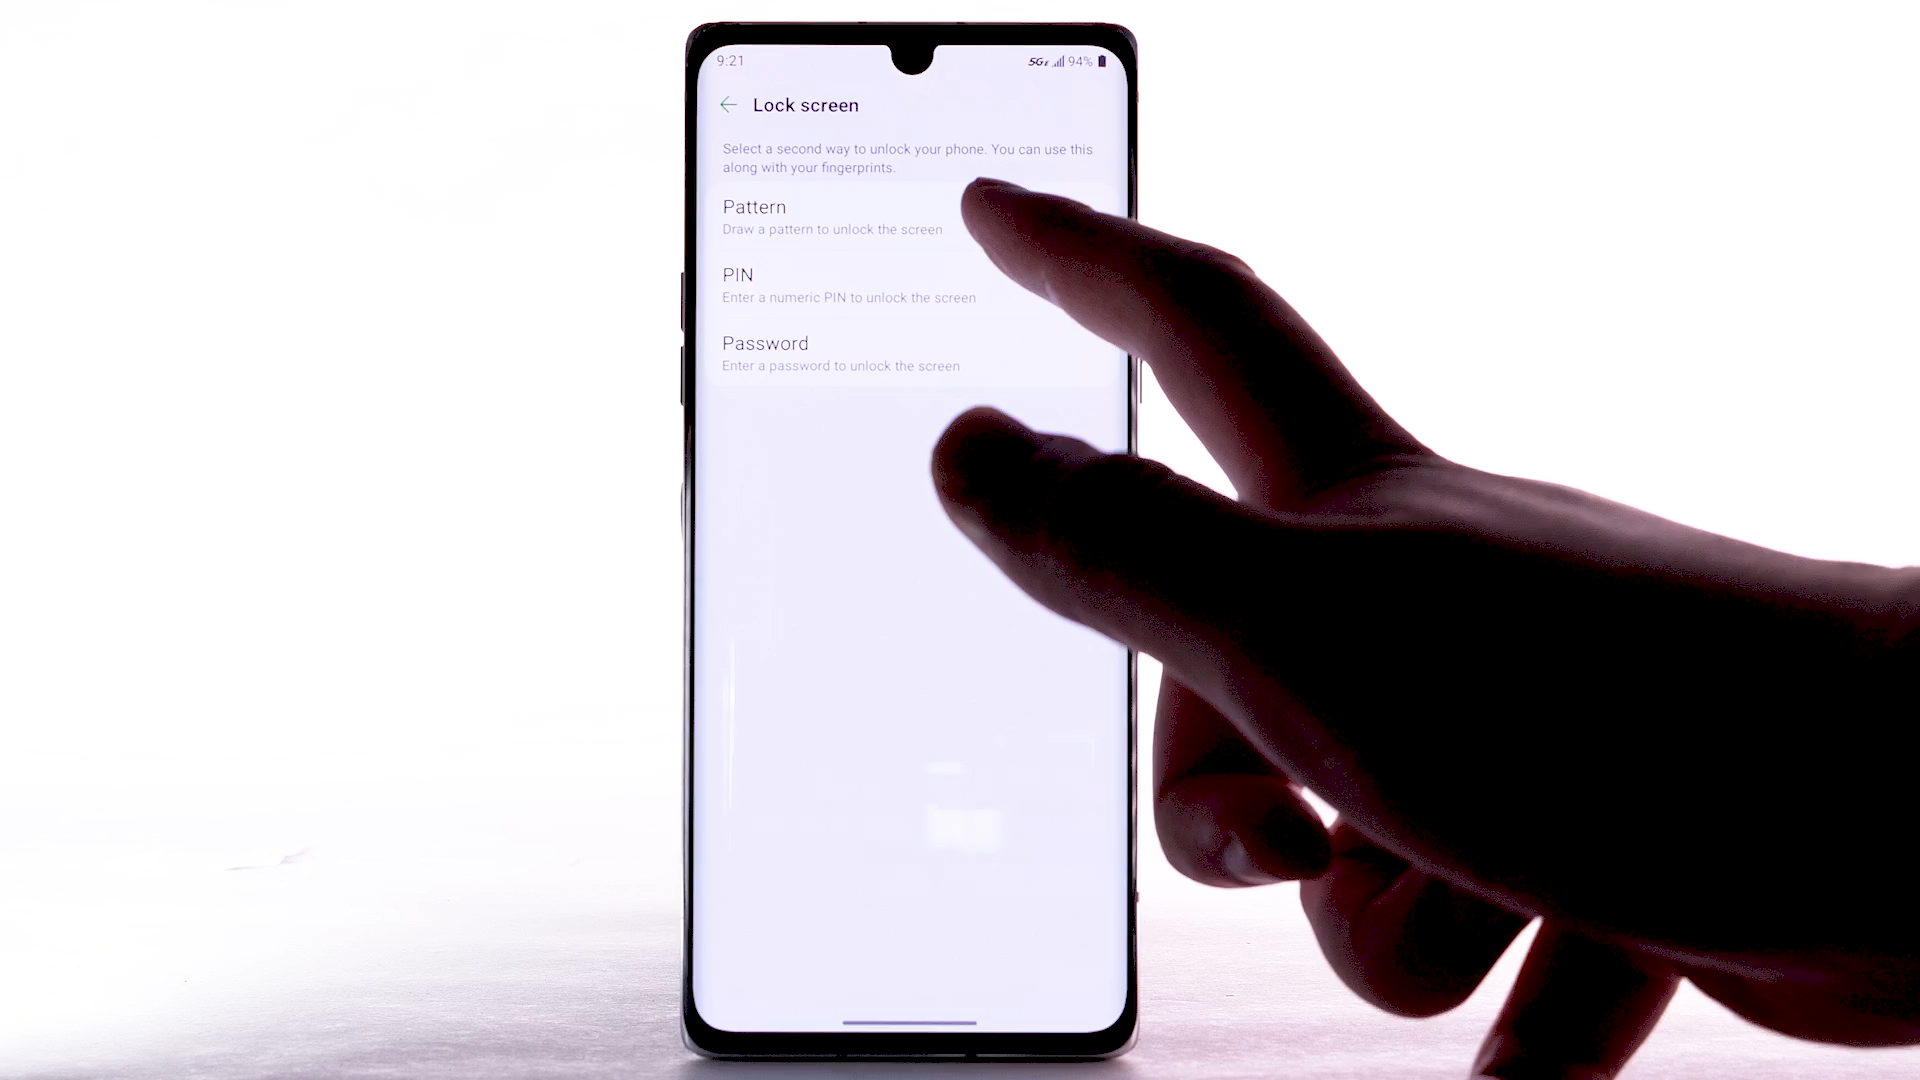 9:21 5G E 94%
Lock screen
Select a second way to unlock your phone. You can use this
along with your fingerprints.
Pattern
Draw a pattern to unlock the screen
PIN
Enter a numeric PIN to unlock the screen
Password
Enter a password to unlock the screen